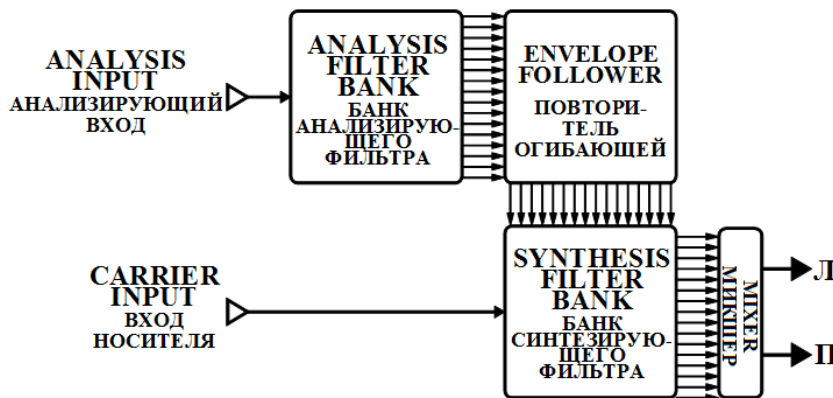 ANALYSIS
INPUT
АНАЛИЗИРУЮЩИЙ
ВХОД
ANALYSIS
FILTER
BANK
БАНК
АНАЛИЗИРУЮ-
ЩЕГО
ФИЛЬТРА
ENVELOPE
FOLLOWER
ПОВТОРИ-
ТЕЛЬ
ОГИБАЮЩЕЙ
CARRIER
INPUT
ВХОД
НОСИТЕЛЯ
SYNTHESIS
FILTER
BANK
БАНК
СИНТЕЗИРУЮ-
ЩЕГО
ФИЛЬТРА
MIXER
МИКШЕР
Л
П